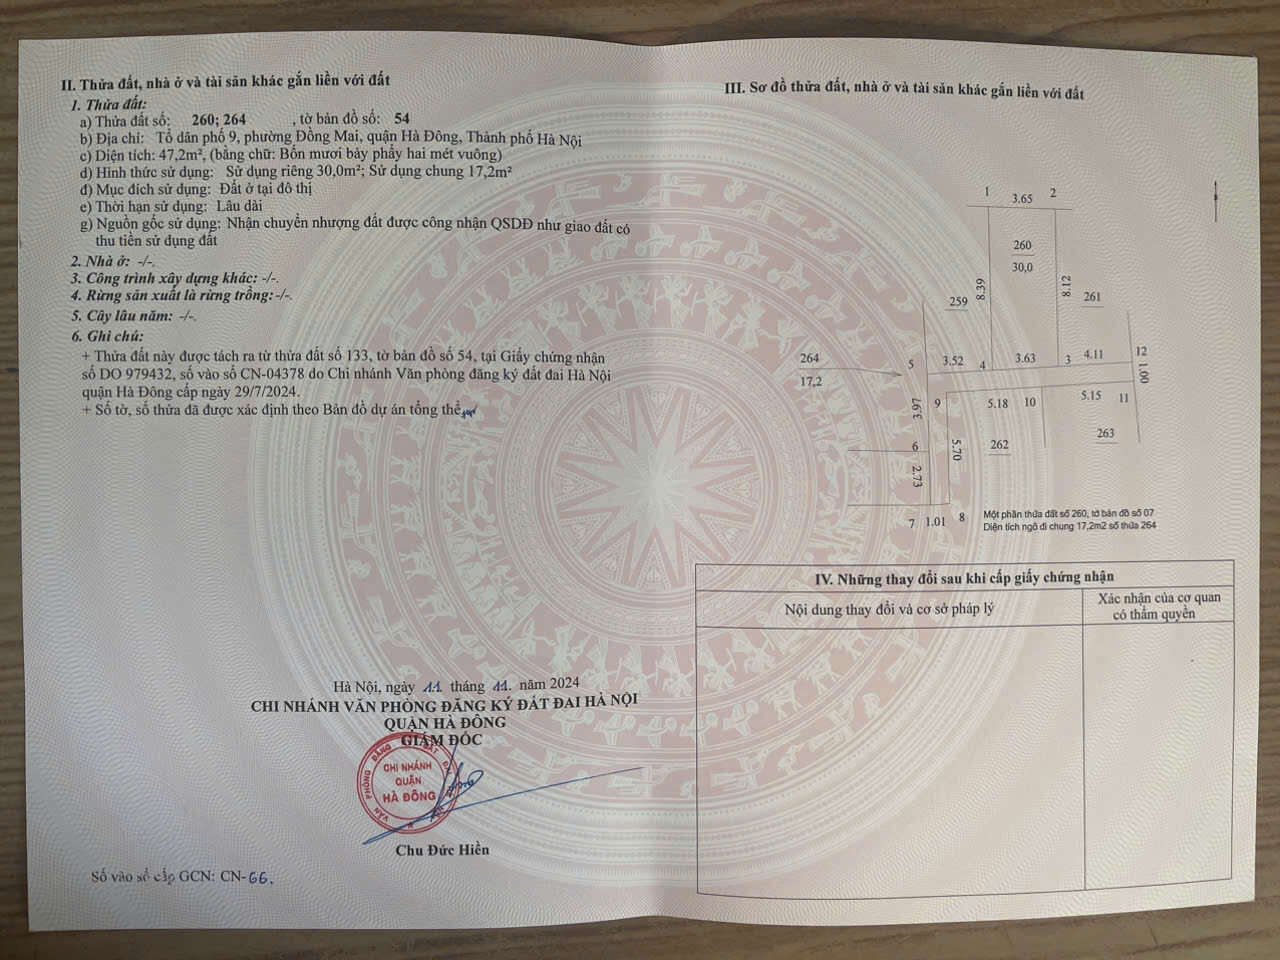 II. Thửa đất, nhà ở và tài sản khác gắn liền với đất
1. Thửa đất:
a) Thửa đất số: 260; 264 , tờ bản đồ số: 54
b) Địa chỉ: Tổ dân phố 9, phường Đồng Mai, quận Hà Đông, Thành phố Hà Nội
c) Diện tích: 47,2m², (bằng chữ: Bốn mươi bảy phẩy hai mét vuông)
d) Hình thức sử dụng: Sử dụng riêng 30,0m²; Sử dụng chung 17,2m²
đ) Mục đích sử dụng: Đất ở tại đô thị
e) Thời hạn sử dụng: Lâu dài
g) Nguồn gốc sử dụng: Nhận chuyển nhượng đất được công nhận QSDĐ như giao đất có
thu tiền sử dụng đất
2. Nhà ở: -/-.
3. Công trình xây dựng khác: -/-.
4. Rừng sản xuất là rừng trồng: -/-.
5. Cây lâu năm: -/-.
6. Ghi chú:
+ Thửa đất này được tách ra từ thửa đất số 133, tờ bản đồ số 54, tại Giấy chứng nhận
số DO 979432, số vào sổ CN-04378 do Chi nhánh Văn phòng đăng ký đất đai Hà Nội
quận Hà Đông cấp ngày 29/7/2024.
+ Số tờ, số thửa đã được xác định theo Bản đồ dự án tổng thể
Hà Nội, ngày 11 tháng 11. năm 2024
CHI NHÁNH VĂN PHÒNG ĐĂNG KÝ ĐẤT ĐAI HÀ NỘI
QUẬN HÀ ĐÔNG
GIÁM ĐỐC
VĂN PHÒNG ĐĂNG KÝ ĐẤT ĐAI
CHI NHÁNH
QUẬN
HÀ ĐÔNG
Chu Đức Hiền
Số vào sổ cấp GCN: CN-66.
III. Sơ đồ thửa đất, nhà ở và tài sản khác gắn liền với đất
1 3.65 2
260
30,0
8.39
8.12
259
261
264
17,2
5 3.52 4 3.63 3 4.11 12
1.00
3.97
9 5.18 10 5.15 11
6
5.70
262
263
2.73
7 1.01 8
Một phần thửa đất số 260, tờ bản đồ số 07
Diện tích ngõ đi chung 17,2m2 số thửa 264
IV. Những thay đổi sau khi cấp giấy chứng nhận
Nội dung thay đổi và cơ sở pháp lý
Xác nhận của cơ quan
có thẩm quyền